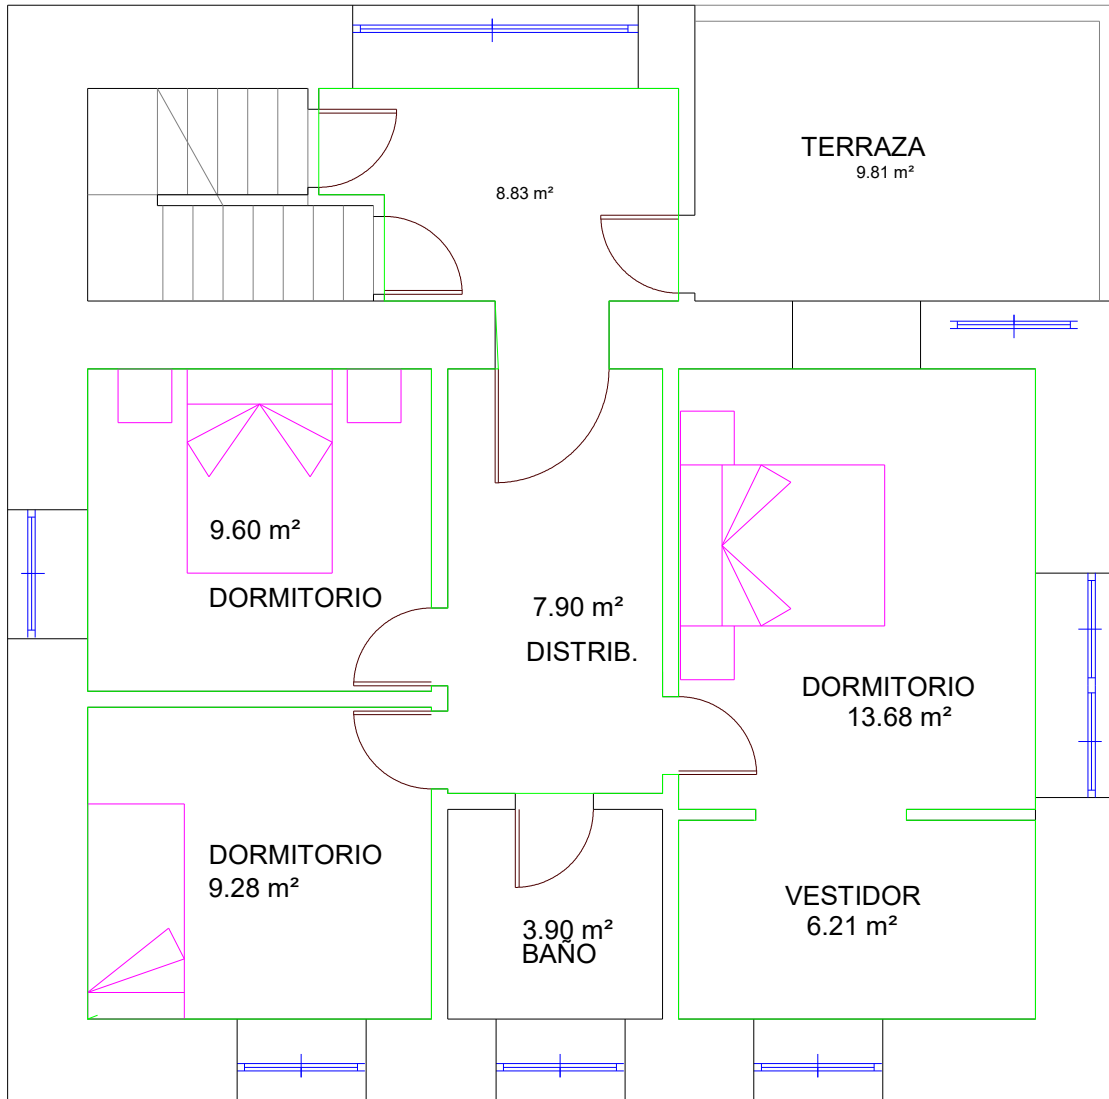 TERRAZA
9.81 m²
8.83 m²
9.60 m²
DORMITORIO
7.90 m²
DISTRIB.
DORMITORIO
13.68 m²
DORMITORIO
9.28 m²
3.90 m²
BAÑO
VESTIDOR
6.21 m²